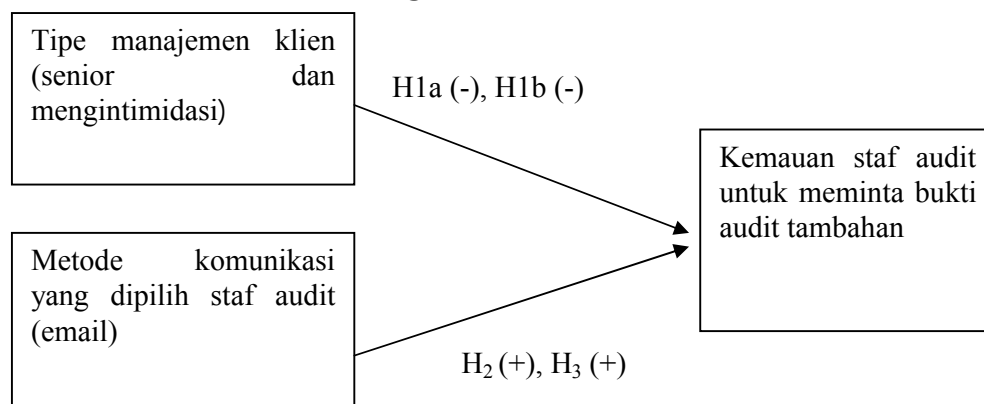 Tipe manajemen klien
(senior dan
mengintimidasi)
H1a (-), H1b (-)
Kemauan staf audit
untuk meminta bukti
audit tambahan
Metode komunikasi
yang dipilih staf audit
(email)
H₂ (+), H₃ (+)